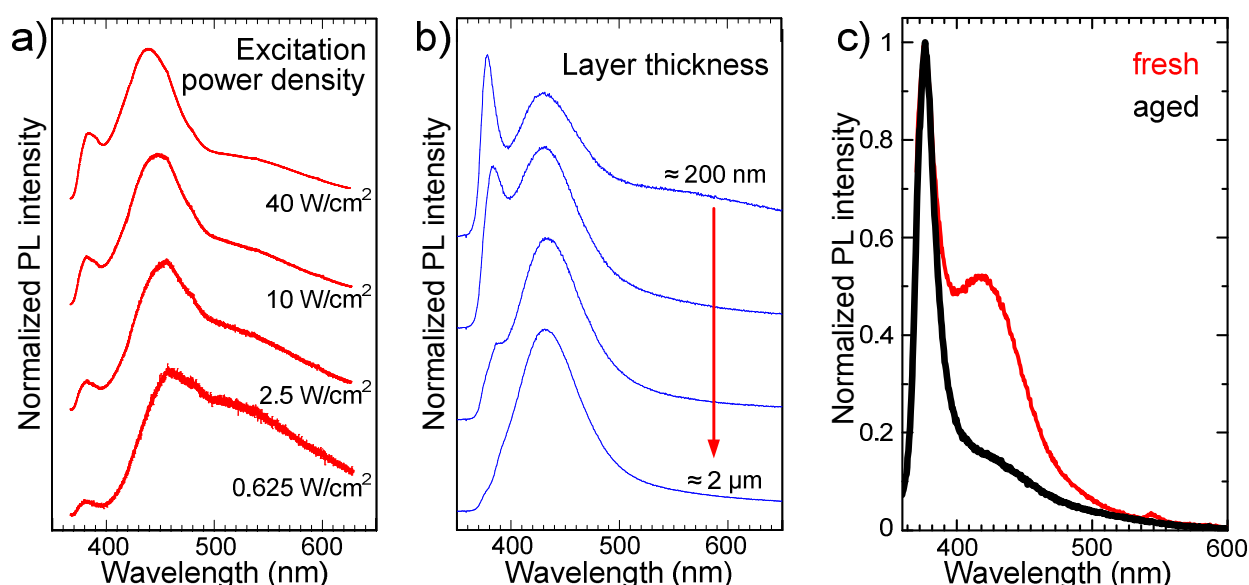 a)
Excitation
power density
40 W/cm²
10 W/cm²
2.5 W/cm²
0.625 W/cm²
Normalized PL intensity
400 500 600
Wavelength (nm)
b)
Layer thickness
≈ 200 nm
≈ 2 µm
Normalized PL intensity
400 500 600
Wavelength (nm)
c)
fresh
aged
1
0.8
0.6
0.4
0.2
0
Normalized PL intensity
400 500 600
Wavelength (nm)